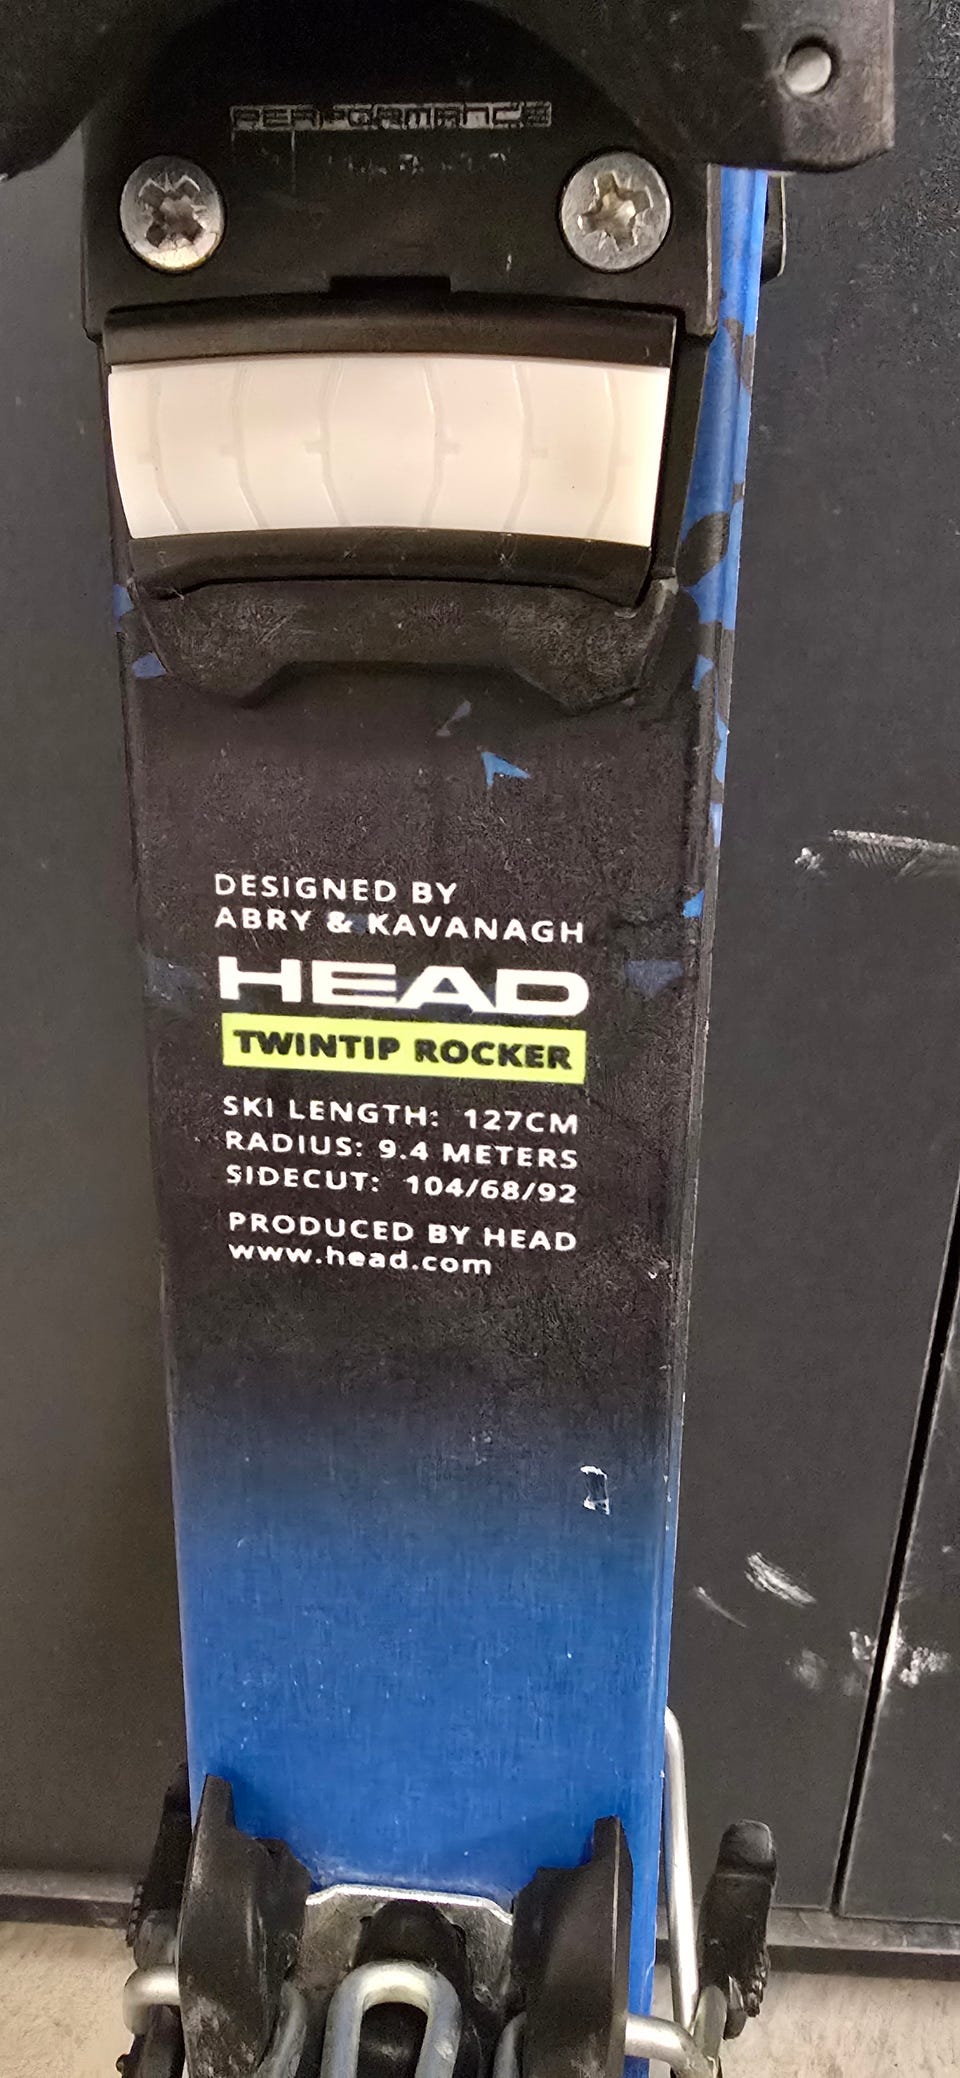 PERFORMANCE
DESIGNED BY
ABRY & KAVANAGH
HEAD
TWINTIP ROCKER
SKI LENGTH: 127CM
RADIUS: 9.4 METERS
SIDECUT: 104/68/92
PRODUCED BY HEAD
www.head.com